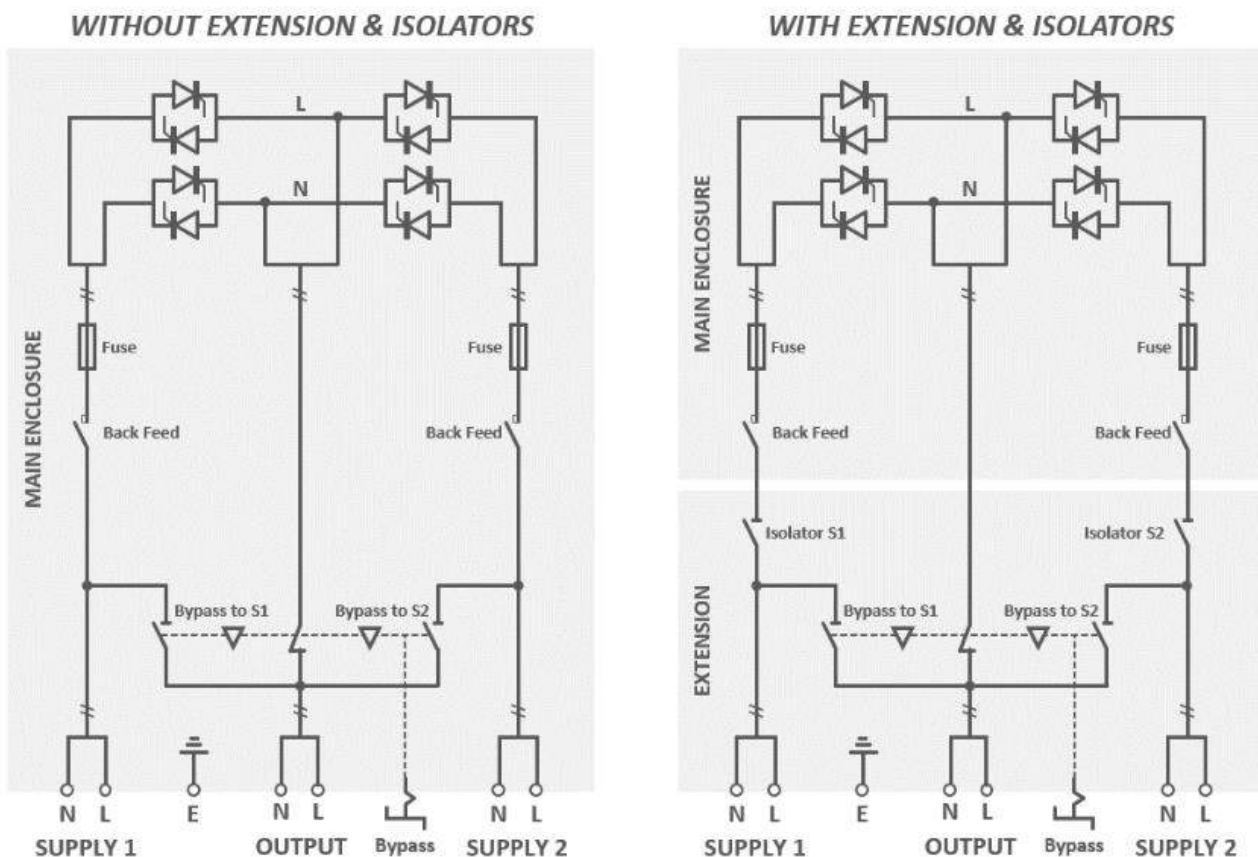 WITHOUT EXTENSION & ISOLATORS
L
N
MAIN ENCLOSURE
Fuse
Fuse
Back Feed
Back Feed
Bypass to S1
Bypass to S2
N L E N L N L
SUPPLY 1 OUTPUT Bypass SUPPLY 2
WITH EXTENSION & ISOLATORS
L
N
MAIN ENCLOSURE
Fuse
Fuse
Back Feed
Back Feed
EXTENSION
Isolator S1
Isolator S2
Bypass to S1
Bypass to S2
N L E N L N L
SUPPLY 1 OUTPUT Bypass SUPPLY 2